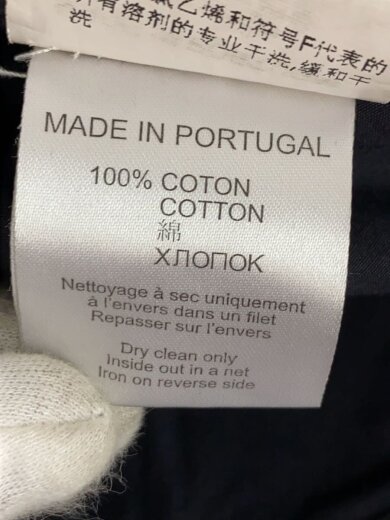 氯乙烯和符号F代表的
所有溶剂的专业干洗,缓和干
洗
MADE IN PORTUGAL
100% COTON
COTTON
綿
ХЛОПОК
Nettoyage à sec uniquement
à l'envers dans un filet
Repasser sur l'envers
Dry clean only
Inside out in a net
Iron on reverse side